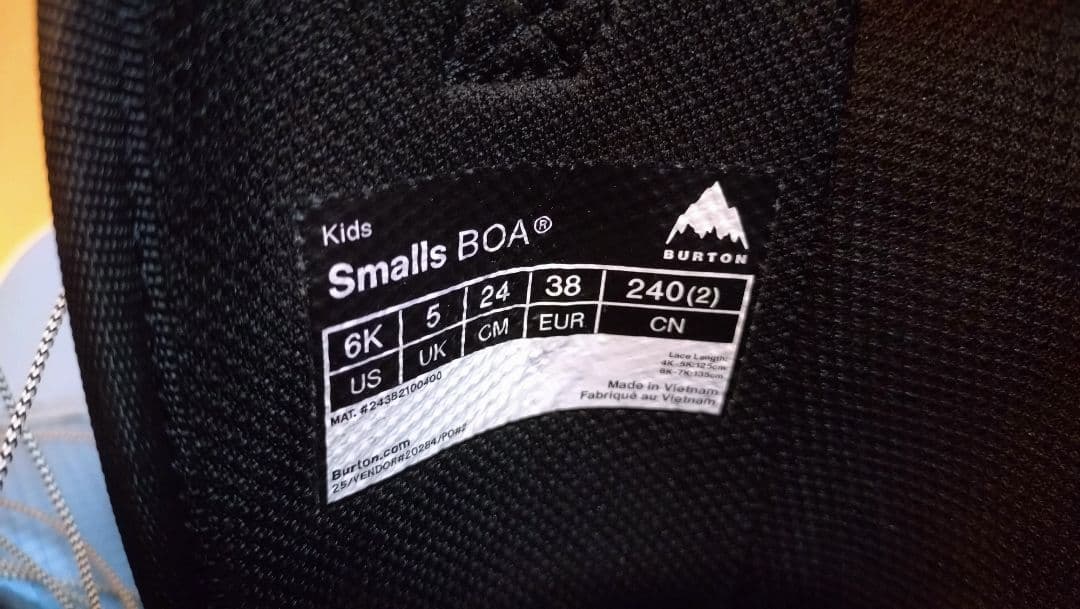 Kids
Smalls BOA®
BURTON
6K 5 24 38 240(2)
US UK CM EUR CN
MAT. #24382100400
Lace Length:
4K-5K:125cm
6K-7K:135cm
Made in Vietnam
Fabriqué au Vietnam
Burton.com
25/VENDOR#20284/PO#2